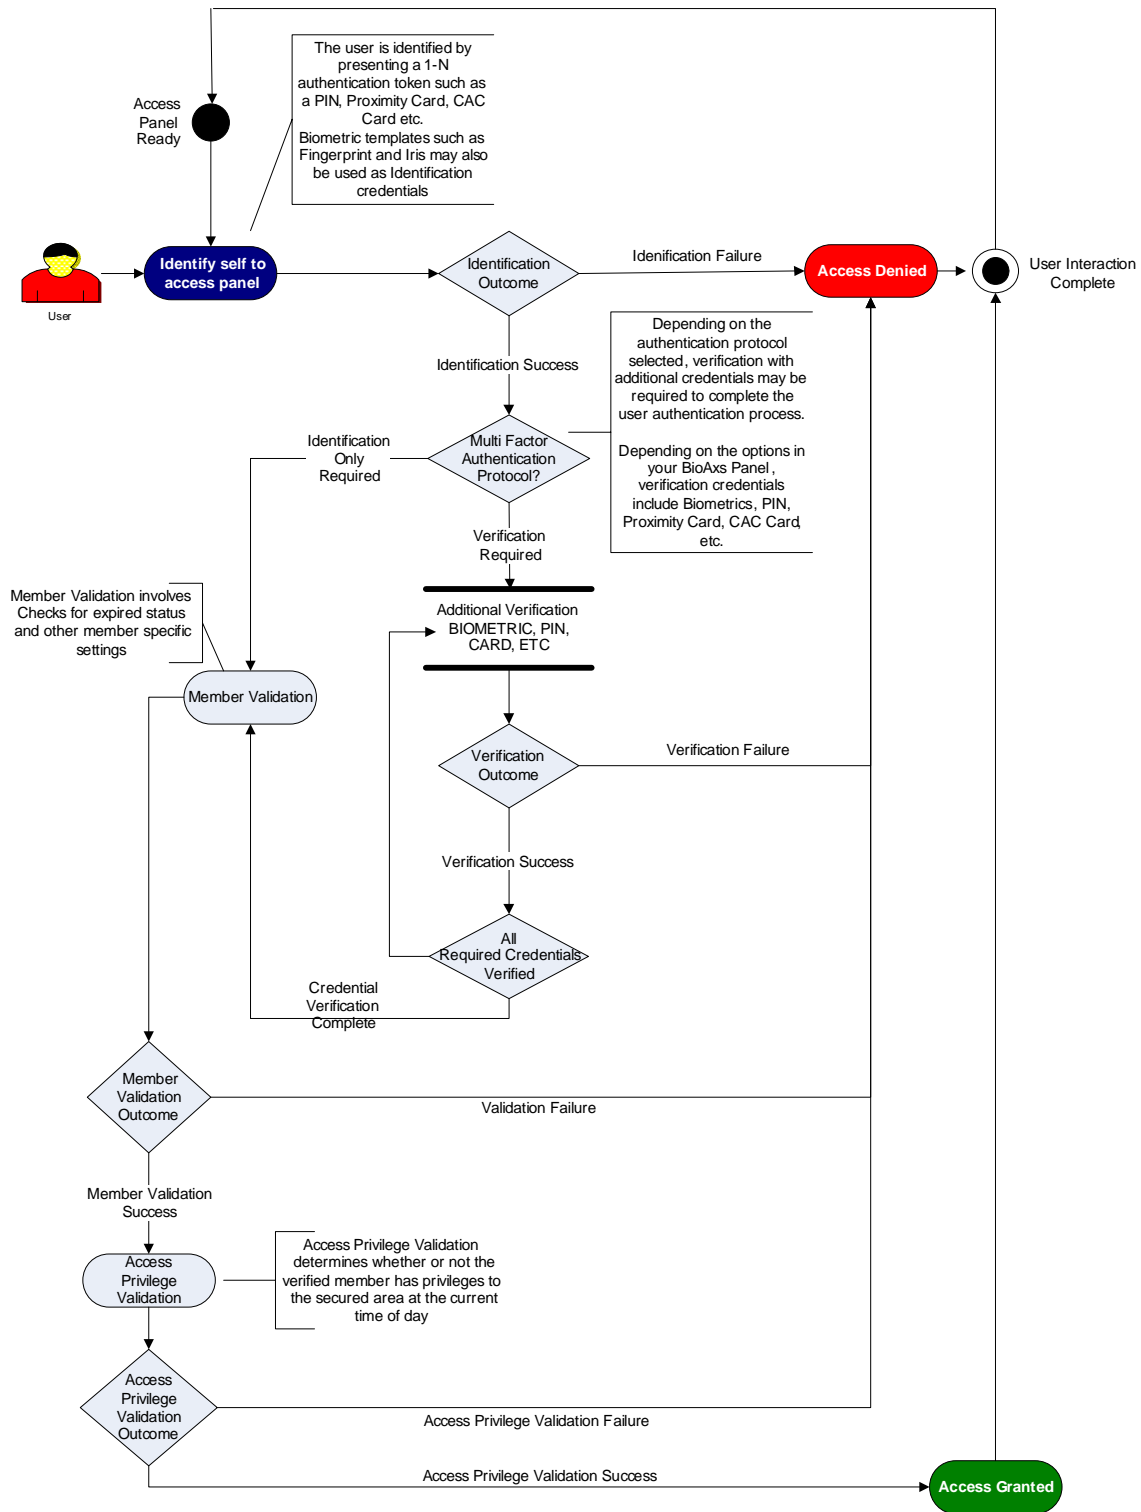 The user is identified by
presenting a 1-N
authentication token such as
a PIN, Proximity Card, CAC
Card etc.
Biometric templates such as
Fingerprint and Iris may also
be used as Identification
credentials
Access
Panel
Ready
User
Identify self to
access panel
Identification
Outcome
Idenification Failure
Access Denied
User Interaction
Complete
Identification Success
Depending on the
authentication protocol
selected, verification with
additional credentials may be
required to complete the
user authentication process.
Depending on the options in
your BioAxs Panel,
verification credentials
include Biometrics, PIN,
Proximity Card, CAC Card,
etc.
Identification
Only
Required
Multi Factor
Authentication
Protocol?
Verification
Required
Member Validation involves
Checks for expired status
and other member specific
settings
Additional Verification
BIOMETRIC, PIN,
CARD, ETC
Member Validation
Verification
Outcome
Verification Failure
Verification Success
All
Required Credentials
Verified
Credential
Verification
Complete
Member
Validation
Outcome
Validation Failure
Member Validation
Success
Access
Privilege
Validation
Access Privilege Validation
determines whether or not the
verified member has privileges to
the secured area at the current
time of day
Access
Privilege
Validation
Outcome
Access Privilege Validation Failure
Access Privilege Validation Success
Access Granted